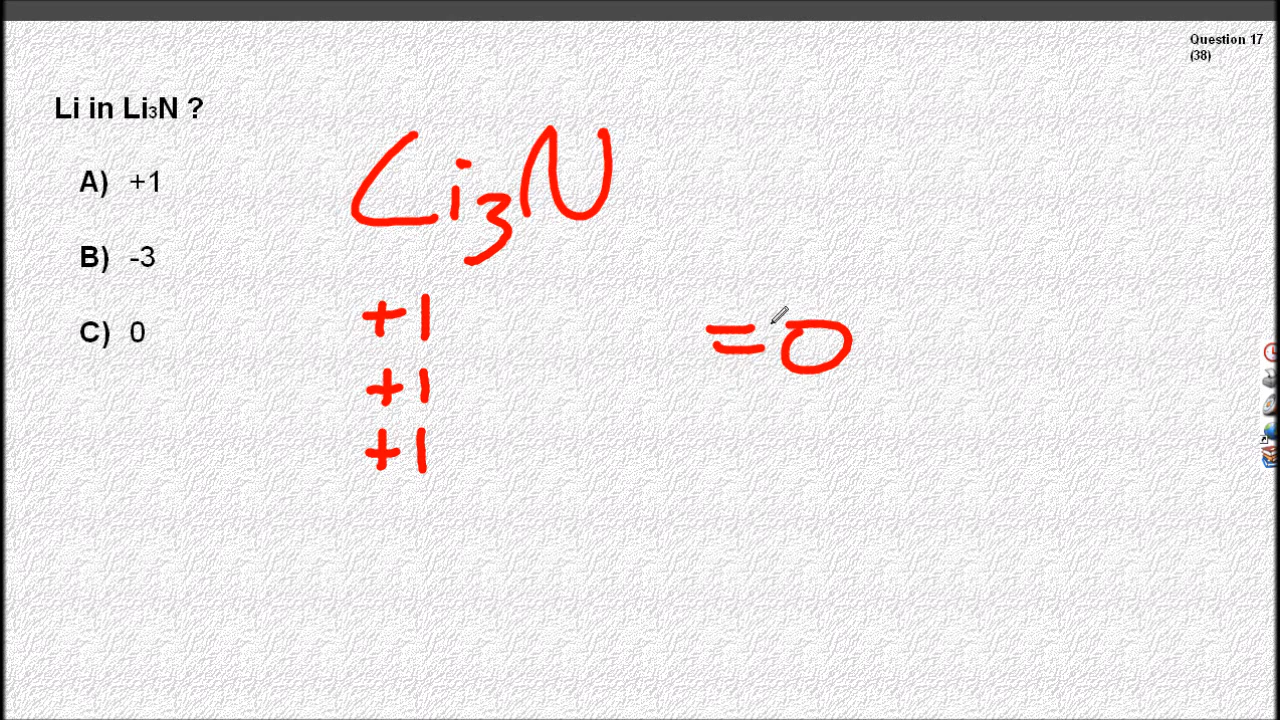 Question 17
(38)
Li in Li₃N ?
A) +1
B) -3
C) 0
Li₃N
+1
+1
+1
=0